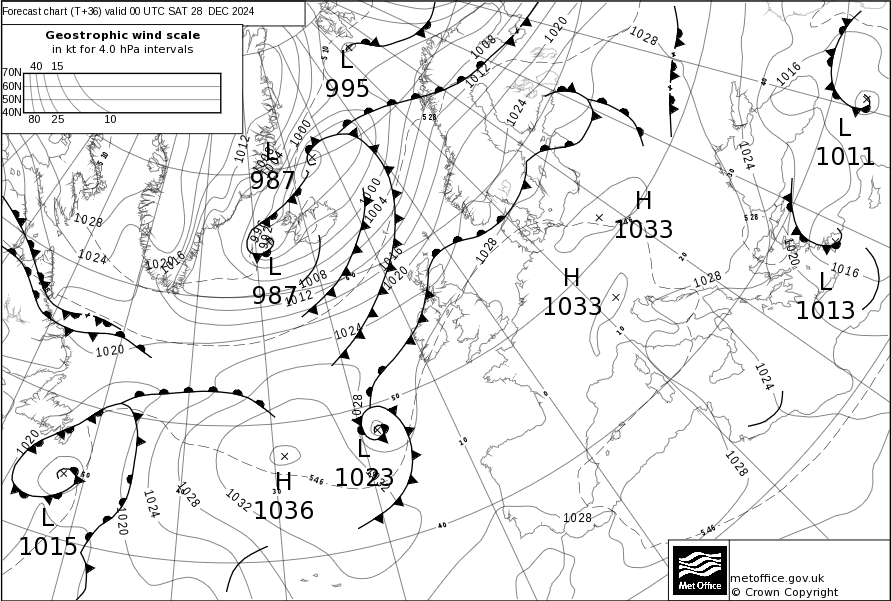 Forecast chart (T+36) valid 00 UTC SAT 28 DEC 2024
Geostrophic wind scale
in kt for 4.0 hPa intervals
40 15
70N
60N
50N
40N
80 25 10
L
995
1008
1012
1020
1028
1016
1024
L
1011
1012
1000
L
987
1000
1004
H
1033
1024
528
528
1028
1024
1020
1016
L
987
1008
1012
1016
1020
1024
1028
H
1033
1028
1020
1016
L
1013
1020
1024
1028
50
0
10
10
20
L
1023
H
1036
546
1032
1028
1024
1020
1020
L
1015
40
1028
1028
546
metoffice.gov.uk
© Crown Copyright
Met Office